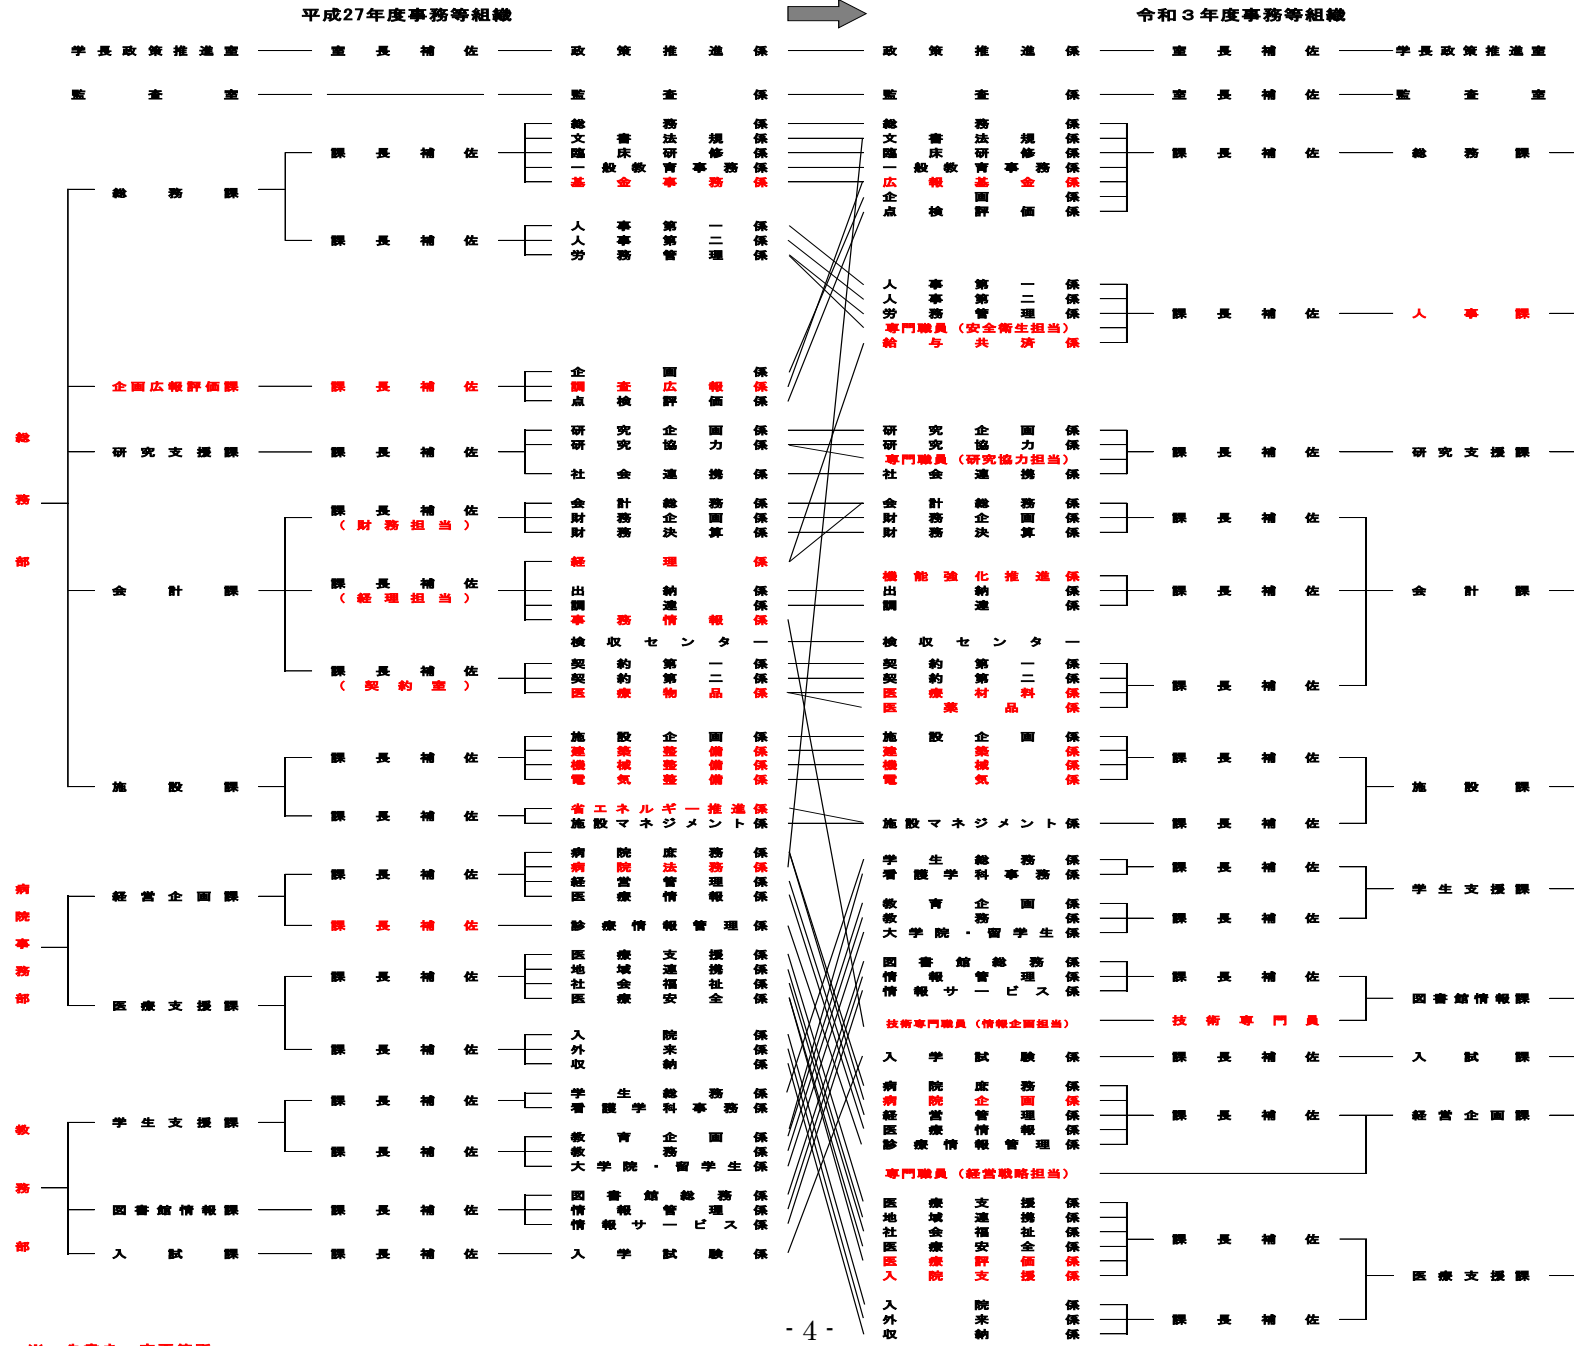 平成27年度事務等組織
令和３年度事務等組織
学長政策推進室 室長補佐 政策推進係 政策推進係 室長補佐 学長政策推進室
監査室 監査係 監査係 室長補佐 監査室
総務係 総務係
文書法規係 文書法規係
課長補佐 臨床研修係 臨床研修係 課長補佐 総務課
一般教育事務係 一般教育事務係
基金事務係 広報基金係
総務課 企画係
点検評価係
人事第一係
課長補佐 人事第二係
労務管理係
人事第一係
人事第二係
労務管理係 課長補佐 人事課
専門職員（安全衛生担当）
給与共済係
企画係
企画広報評価課 課長補佐 調査広報係
点検評価係
研究企画係 研究企画係
総 研究協力係 研究協力係
研究支援課 課長補佐 課長補佐 研究支援課
専門職員（研究協力担当）
社会連携係 社会連携係
務 会計総務係 会計総務係
課長補佐 財務企画係 財務企画係 課長補佐
（財務担当）
財務決算係 財務決算係
部 経理係
課長補佐 機能強化推進係
会計課 出納係 出納係 課長補佐 会計課
（経理担当） 調達係 調達係
事務情報係
検収センター 検収センター
契約第一係 契約第一係
課長補佐 契約第二係 契約第二係
（契約室） 課長補佐
医療物品係 医療材料係
医薬品係
施設企画係 施設企画係
課長補佐 建築整備係 建築係 課長補佐
機械整備係 機械係
電気整備係 電気係
施設課 施設課
省エネルギー推進係
課長補佐 施設マネジメント係 施設マネジメント係 課長補佐
病院庶務係 学生総務係
病院法務係 課長補佐
課長補佐 看護学科事務係
経営管理係
病 学生支援課
経営企画課 医療情報係
院 教育企画係
課長補佐 診療情報管理係 教務係 課長補佐
事 大学院・留学生係
医療支援係 図書館総務係
務 課長補佐 地域連携係 情報管理係 課長補佐
社会福祉係 情報サービス係
部 医療安全係 図書館情報課
医療支援課
技術専門職員（情報企画担当） 技術専門員
入院係
課長補佐 外来係 入学試験係 課長補佐 入試課
収納係
学生総務係 病院庶務係
課長補佐 看護学科事務係 病院企画係
教 学生支援課 経営管理係 課長補佐 経営企画課
教育企画係 医療情報係
課長補佐 教務係 診療情報管理係
大学院・留学生係 専門職員（経営戦略担当）
務
図書館総務係 医療支援係
図書館情報課 課長補佐 情報管理係 地域連携係
情報サービス係 社会福祉係 課長補佐
部 医療安全係
入試課 課長補佐 入学試験係 医療評価係
入院支援係 医療支援課
入院係
外来係 課長補佐
収納係
- 4 -